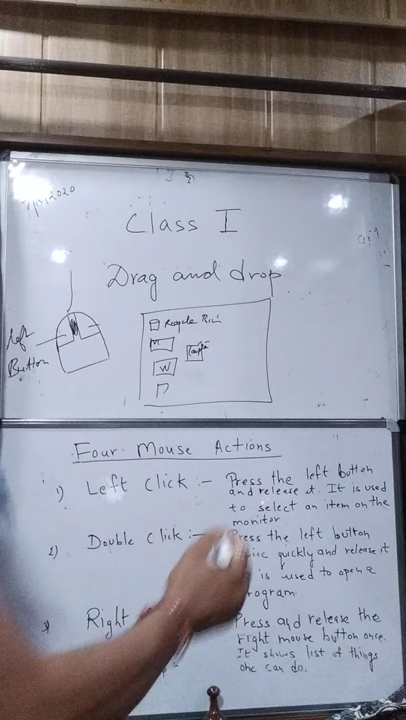 Class I
Drag and drop
Left
Button
Recycle Bin
M
W
Four Mouse Actions
1) Left Click :- Press the left button
and release it. It is used
to select an item on the
monitor
2) Double Click :- Press the left button
quickly and release it
is used to open a
program
Right Press and release the
right mouse button once.
It shows list of things
one can do.